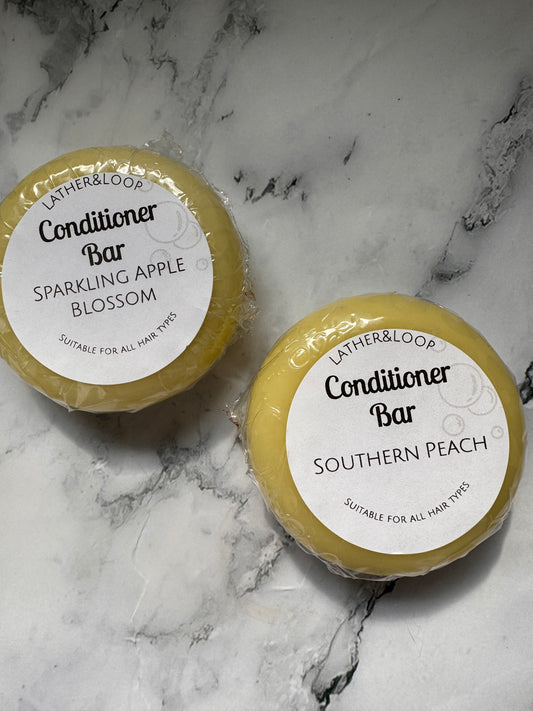 LATHER&LOOP
Conditioner
Bar
SPARKLING APPLE
BLOSSOM
SUITABLE FOR ALL HAIR TYPES
LATHER&LOOP
Conditioner
Bar
SOUTHERN PEACH
SUITABLE FOR ALL HAIR TYPES